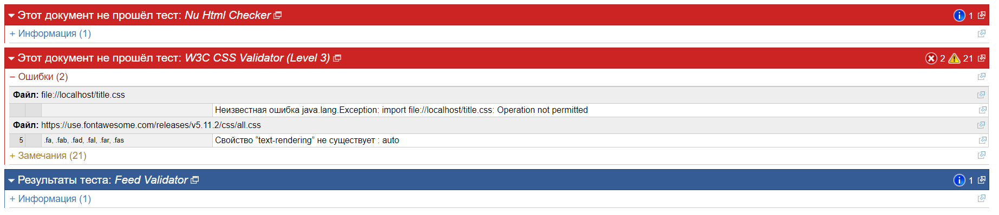 Этот документ не прошёл тест: Nu Html Checker 1
+ Информация (1)
Этот документ не прошёл тест: W3C CSS Validator (Level 3) 2 21
− Ошибки (2)
Файл: file://localhost/title.css
Неизвестная ошибка java.lang.Exception: import file://localhost/title.css: Operation not permitted
Файл: https://use.fontawesome.com/releases/v5.11.2/css/all.css
5 .fa, .fab, .fad, .fal, .far, .fas Свойство “text-rendering” не существует : auto
+ Замечания (21)
Результаты теста: Feed Validator 1
+ Информация (1)